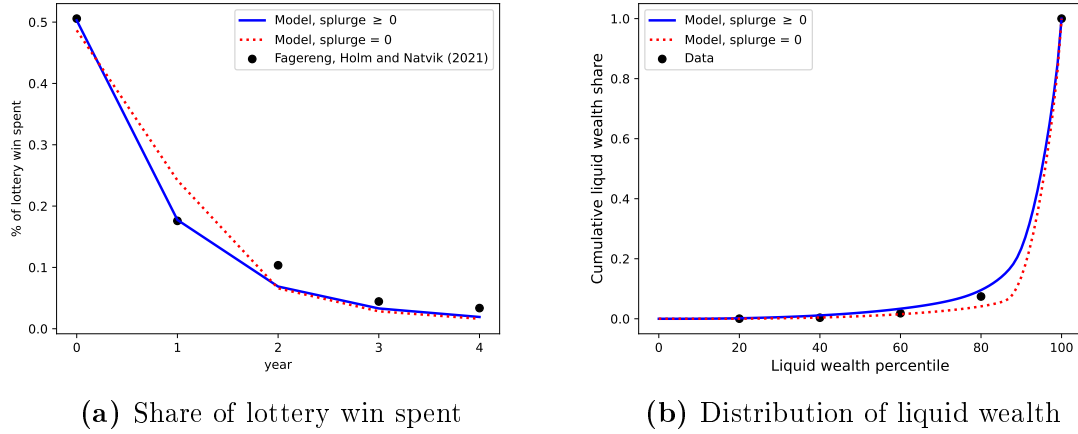 0.5
0.4
0.3
0.2
0.1
0.0
% of lottery win spent
0
1
2
3
4
year
Model, splurge ≥ 0
Model, splurge = 0
Fagereng, Holm and Natvik (2021)
(a) Share of lottery win spent
1.0
0.8
0.6
0.4
0.2
0.0
Cumulative liquid wealth share
0
20
40
60
80
100
Liquid wealth percentile
Model, splurge ≥ 0
Model, splurge = 0
Data
(b) Distribution of liquid wealth